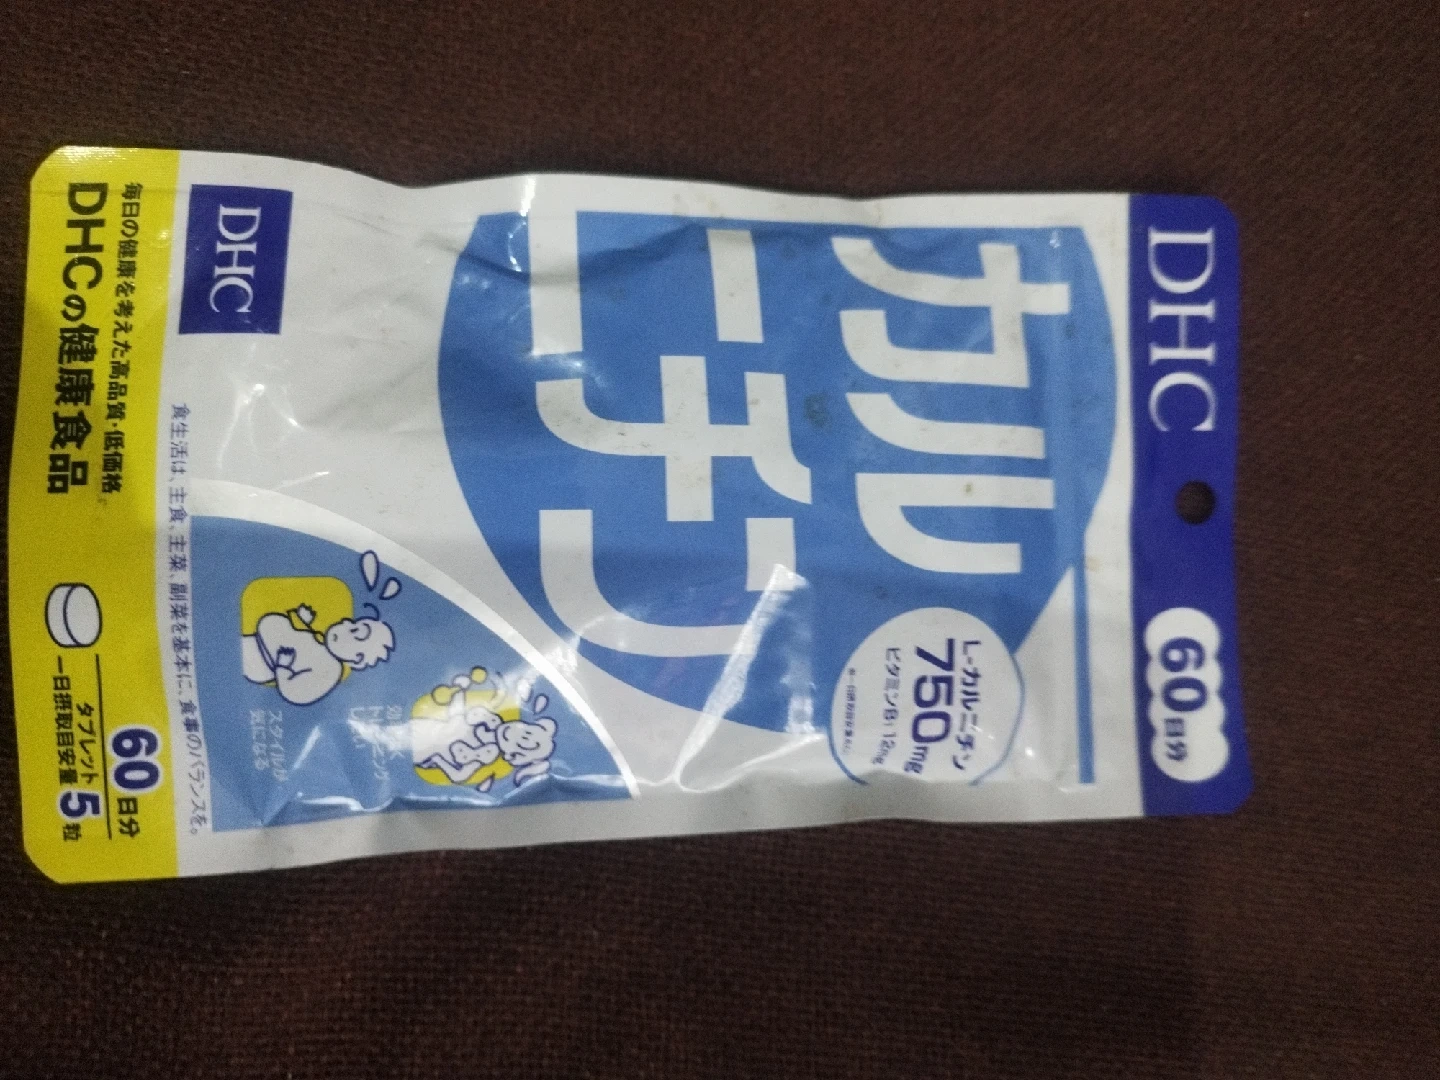 DHC
60日分
カル
ニチン
L-カルニチン
750mg
ビタミンB1 12mg
スタイルが
気になる
DHC
食生活は、主食、主菜、副菜を基本に、食事のバランスを。
毎日の健康を考えた高品質・低価格
DHCの健康食品
60日分
タブレット
一日摂取目安量5粒